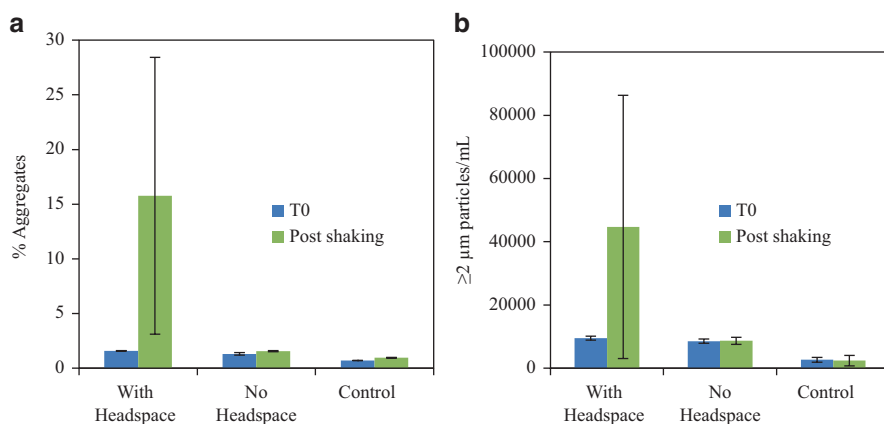 a
30
25
20
15
10
5
0
% Aggregates
T0
Post shaking
With Headspace
No Headspace
Control
b
100000
80000
60000
40000
20000
0
≥2 µm particles/mL
T0
Post shaking
With Headspace
No Headspace
Control